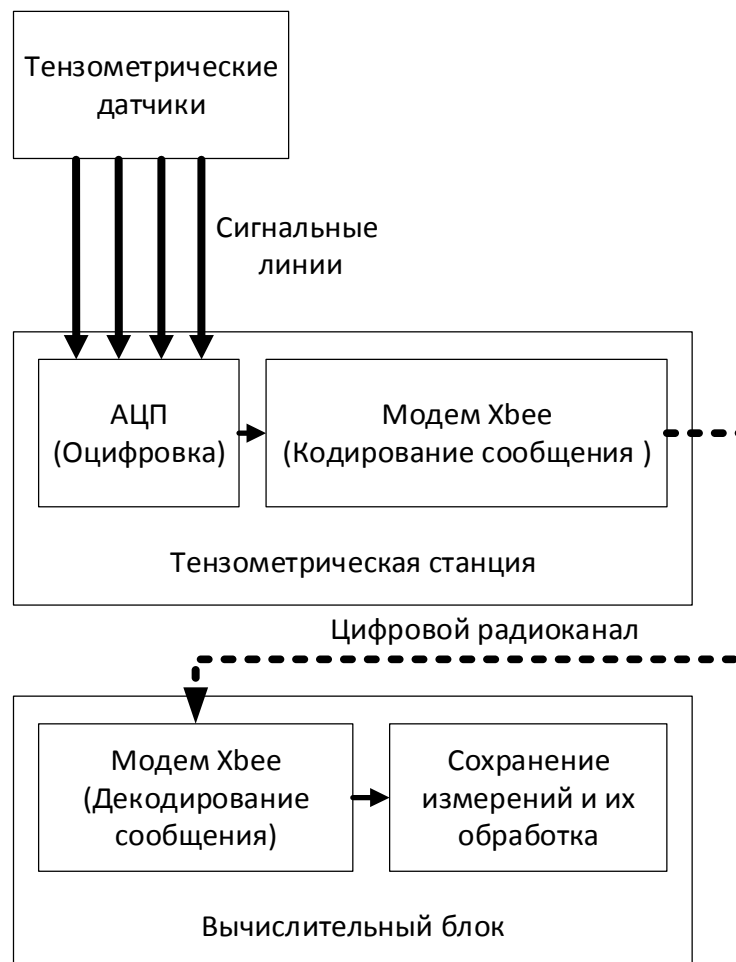 Тензометрические
датчики
Сигнальные
линии
АЦП
(Оцифровка)
Модем Xbee
(Кодирование сообщения )
Тензометрическая станция
Цифровой радиоканал
Модем Xbee
(Декодирование
сообщения)
Сохранение
измерений и их
обработка
Вычислительный блок